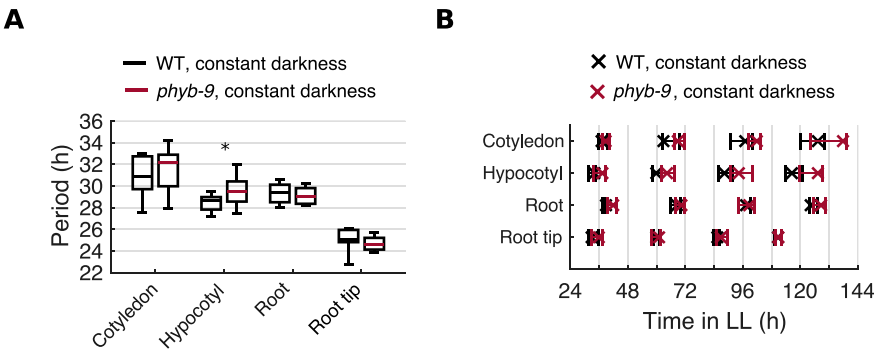 A
WT, constant darkness
phyb-9, constant darkness
*
Period (h)
36
34
32
30
28
26
24
22
Cotyledon
Hypocotyl
Root
Root tip
B
WT, constant darkness
phyb-9, constant darkness
Cotyledon
Hypocotyl
Root
Root tip
24 48 72 96 120 144
Time in LL (h)